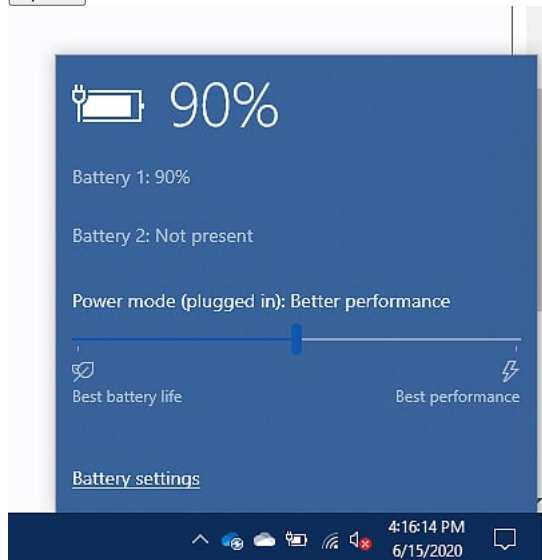 90%
Battery 1: 90%
Battery 2: Not present
Power mode (plugged in): Better performance
Best battery life
Best performance
Battery settings
4:16:14 PM
6/15/2020